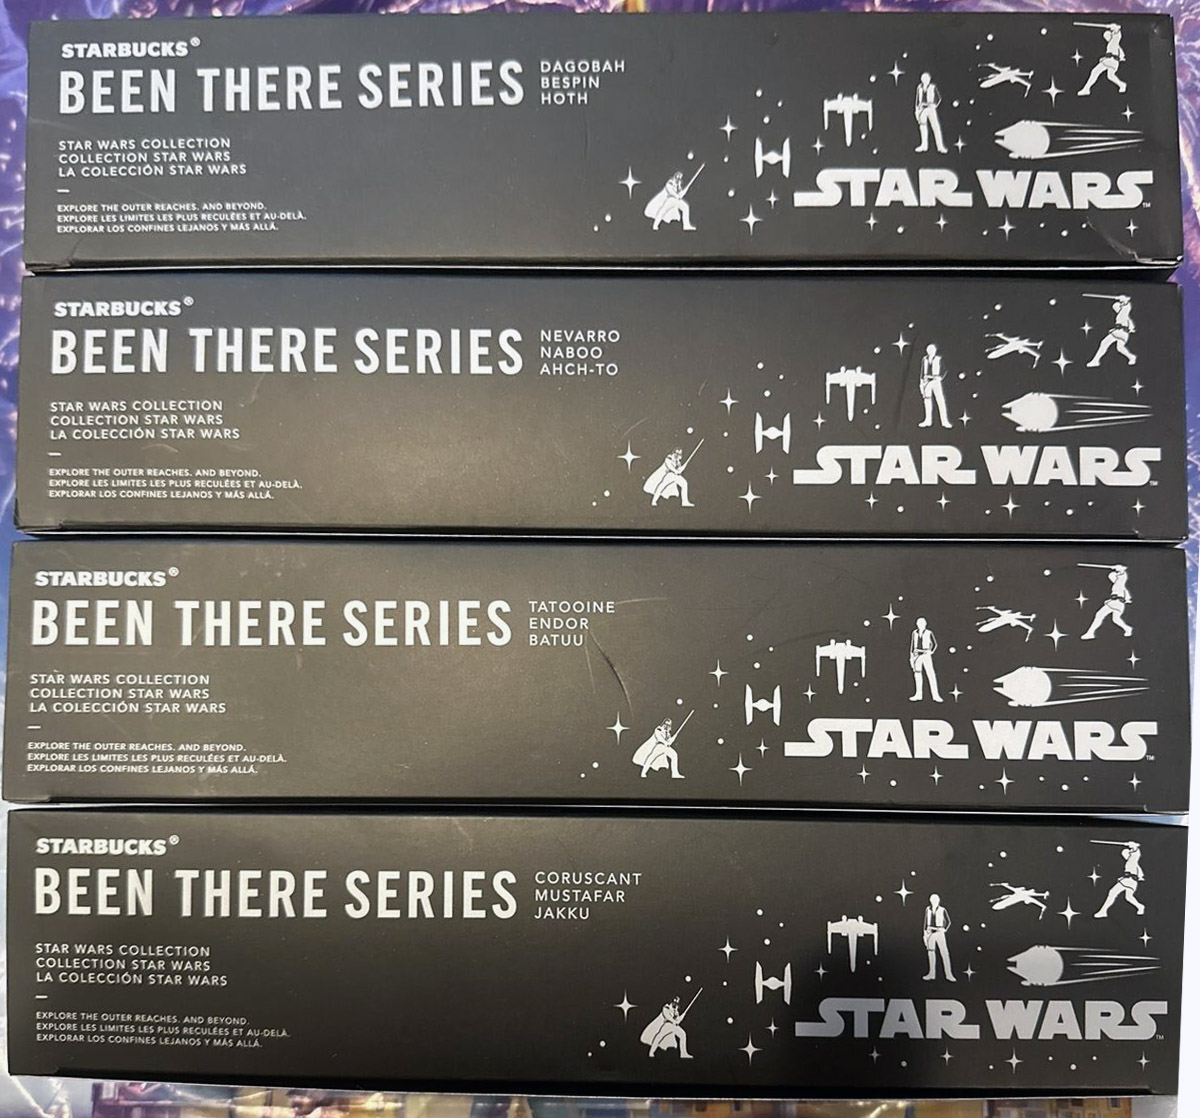 STARBUCKS®
BEEN THERE SERIES
DAGOBAH
BESPIN
HOTH
STAR WARS COLLECTION
COLLECTION STAR WARS
LA COLECCIÓN STAR WARS
EXPLORE THE OUTER REACHES. AND BEYOND.
EXPLORE LES LIMITES LES PLUS RECULÉES ET AU-DELÀ.
EXPLORAR LOS CONFINES LEJANOS Y MÁS ALLÁ.
STAR WARS™
STARBUCKS®
BEEN THERE SERIES
NEVARRO
NABOO
AHCH-TO
STAR WARS COLLECTION
COLLECTION STAR WARS
LA COLECCIÓN STAR WARS
EXPLORE THE OUTER REACHES. AND BEYOND.
EXPLORE LES LIMITES LES PLUS RECULÉES ET AU-DELÀ.
EXPLORAR LOS CONFINES LEJANOS Y MÁS ALLÁ.
STAR WARS™
STARBUCKS®
BEEN THERE SERIES
TATOOINE
ENDOR
BATUU
STAR WARS COLLECTION
COLLECTION STAR WARS
LA COLECCIÓN STAR WARS
EXPLORE THE OUTER REACHES. AND BEYOND.
EXPLORE LES LIMITES LES PLUS RECULÉES ET AU-DELÀ.
EXPLORAR LOS CONFINES LEJANOS Y MÁS ALLÁ.
STAR WARS™
STARBUCKS®
BEEN THERE SERIES
CORUSCANT
MUSTAFAR
JAKKU
STAR WARS COLLECTION
COLLECTION STAR WARS
LA COLECCIÓN STAR WARS
EXPLORE THE OUTER REACHES. AND BEYOND.
EXPLORE LES LIMITES LES PLUS RECULÉES ET AU-DELÀ.
EXPLORAR LOS CONFINES LEJANOS Y MÁS ALLÁ.
STAR WARS™